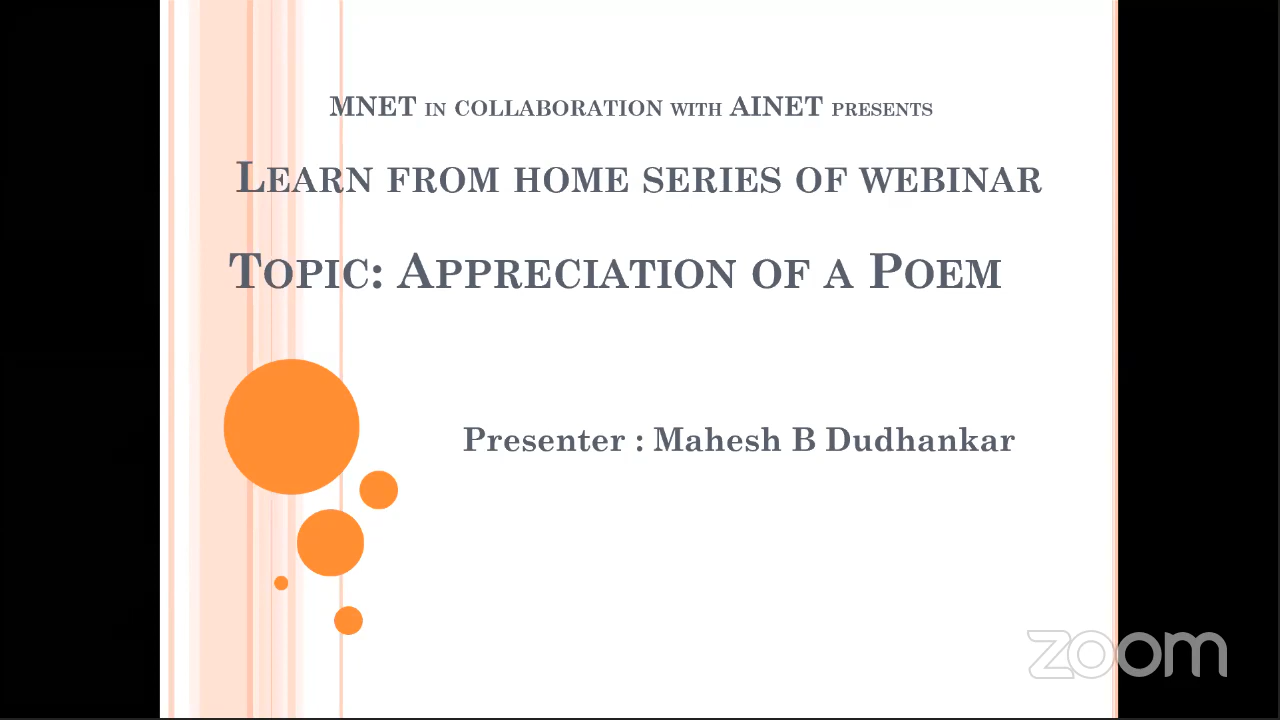 MNET IN COLLABORATION WITH AINET PRESENTS
LEARN FROM HOME SERIES OF WEBINAR
TOPIC: APPRECIATION OF A POEM
Presenter : Mahesh B Dudhankar
zoom